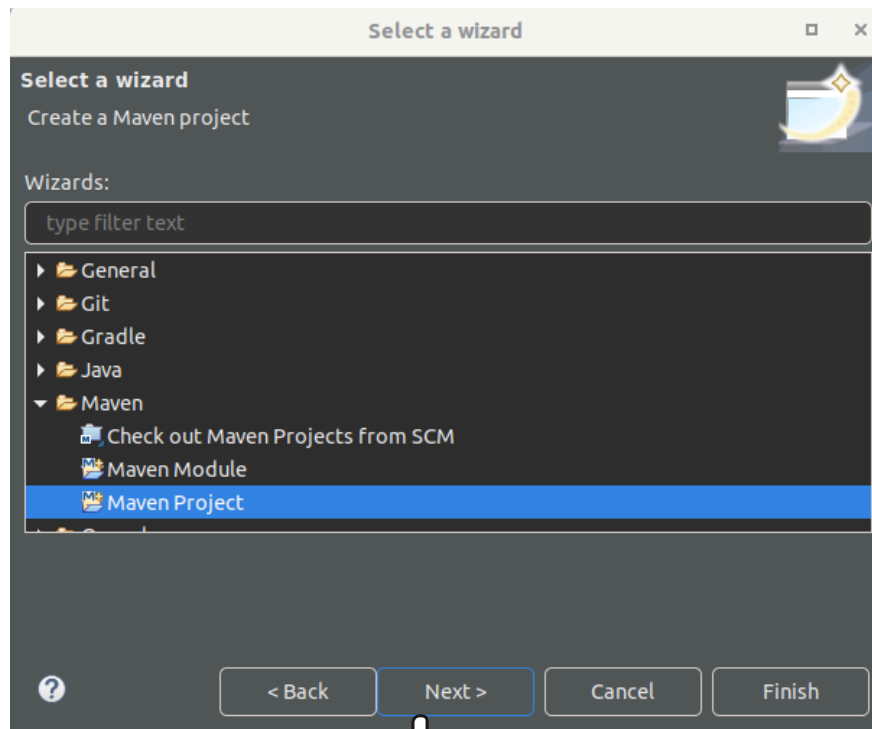 Select a wizard
Select a wizard
Create a Maven project
Wizards:
type filter text
General
Git
Gradle
Java
Maven
Check out Maven Projects from SCM
Maven Module
Maven Project
< Back
Next >
Cancel
Finish